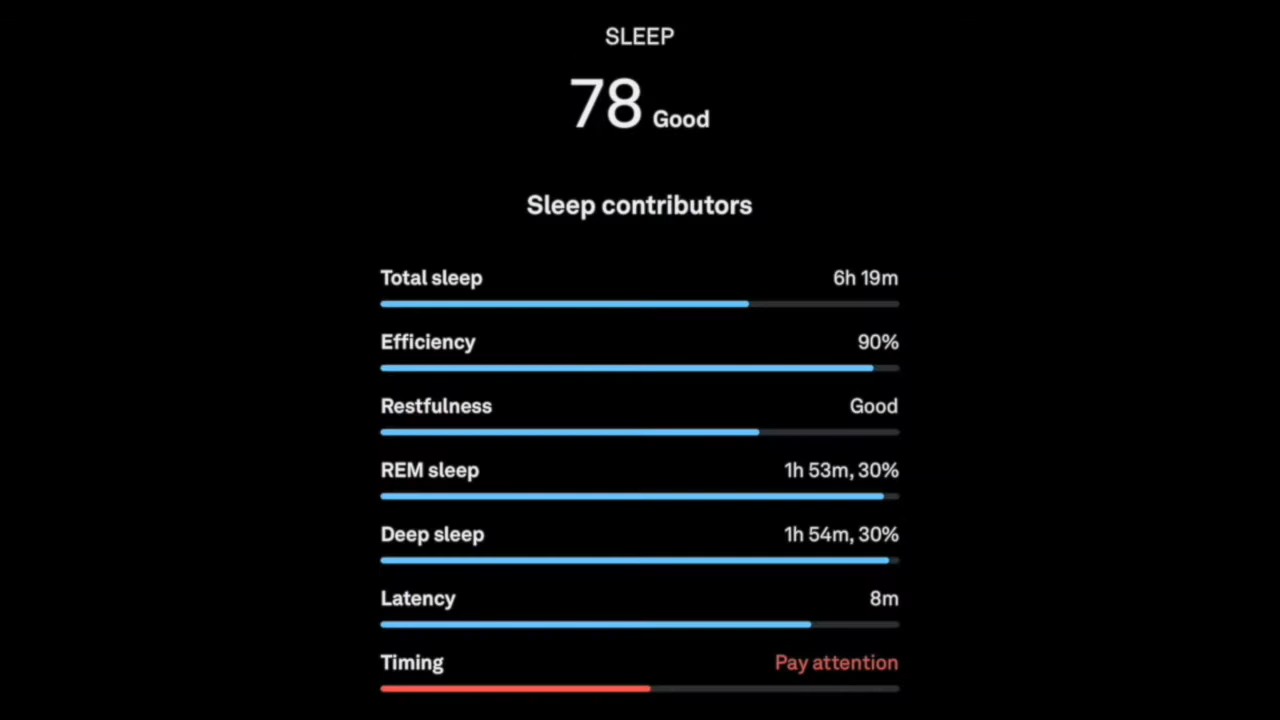 SLEEP
78 Good
Sleep contributors
Total sleep 6h 19m
Efficiency 90%
Restfulness Good
REM sleep 1h 53m, 30%
Deep sleep 1h 54m, 30%
Latency 8m
Timing Pay attention